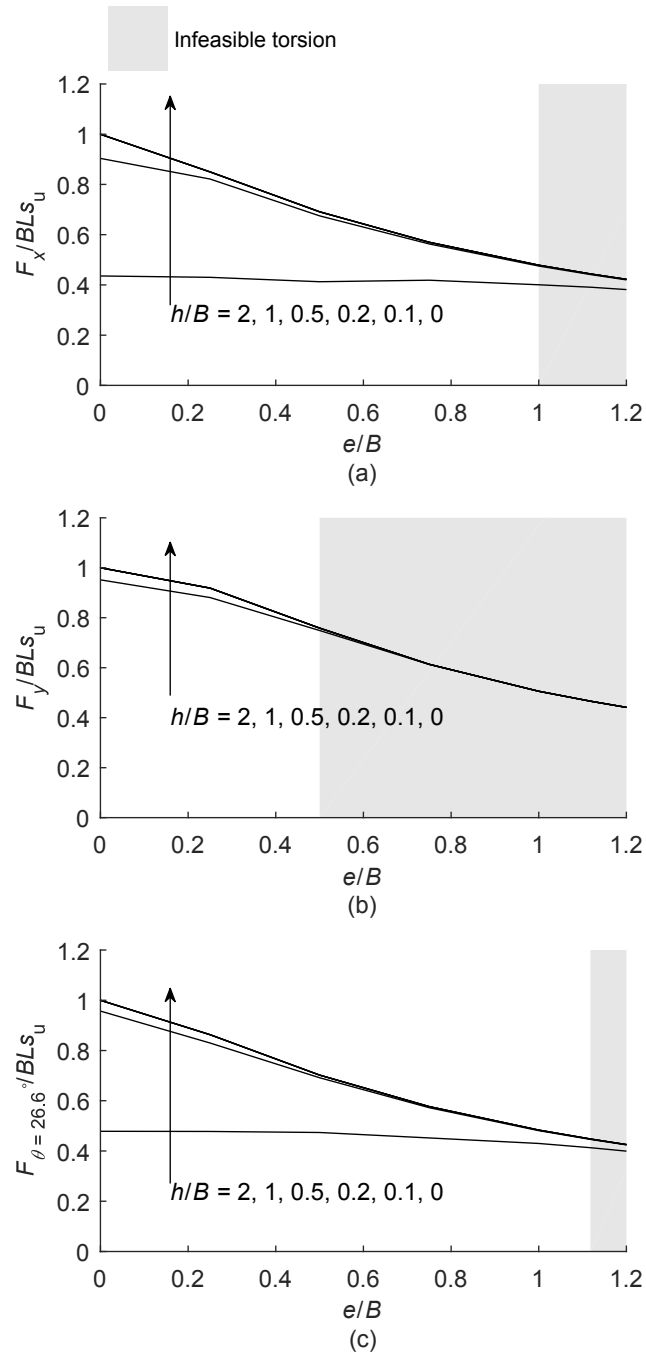 Infeasible torsion
1.2
1
0.8
0.6
0.4
0.2
0
F_x/BLs_u
h/B = 2, 1, 0.5, 0.2, 0.1, 0
0 0.2 0.4 0.6 0.8 1 1.2
e/B
(a)
1.2
1
0.8
0.6
0.4
0.2
0
F_y/BLs_u
h/B = 2, 1, 0.5, 0.2, 0.1, 0
0 0.2 0.4 0.6 0.8 1 1.2
e/B
(b)
1.2
1
0.8
0.6
0.4
0.2
0
F_θ = 26.6°/BLs_u
h/B = 2, 1, 0.5, 0.2, 0.1, 0
0 0.2 0.4 0.6 0.8 1 1.2
e/B
(c)